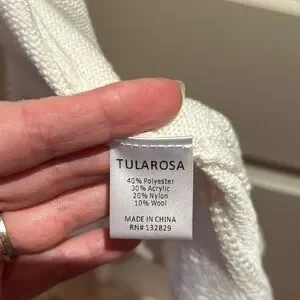 TULAROSA
40% Polyester
30% Acrylic
20% Nylon
10% Wool
MADE IN CHINA
RN# 132829